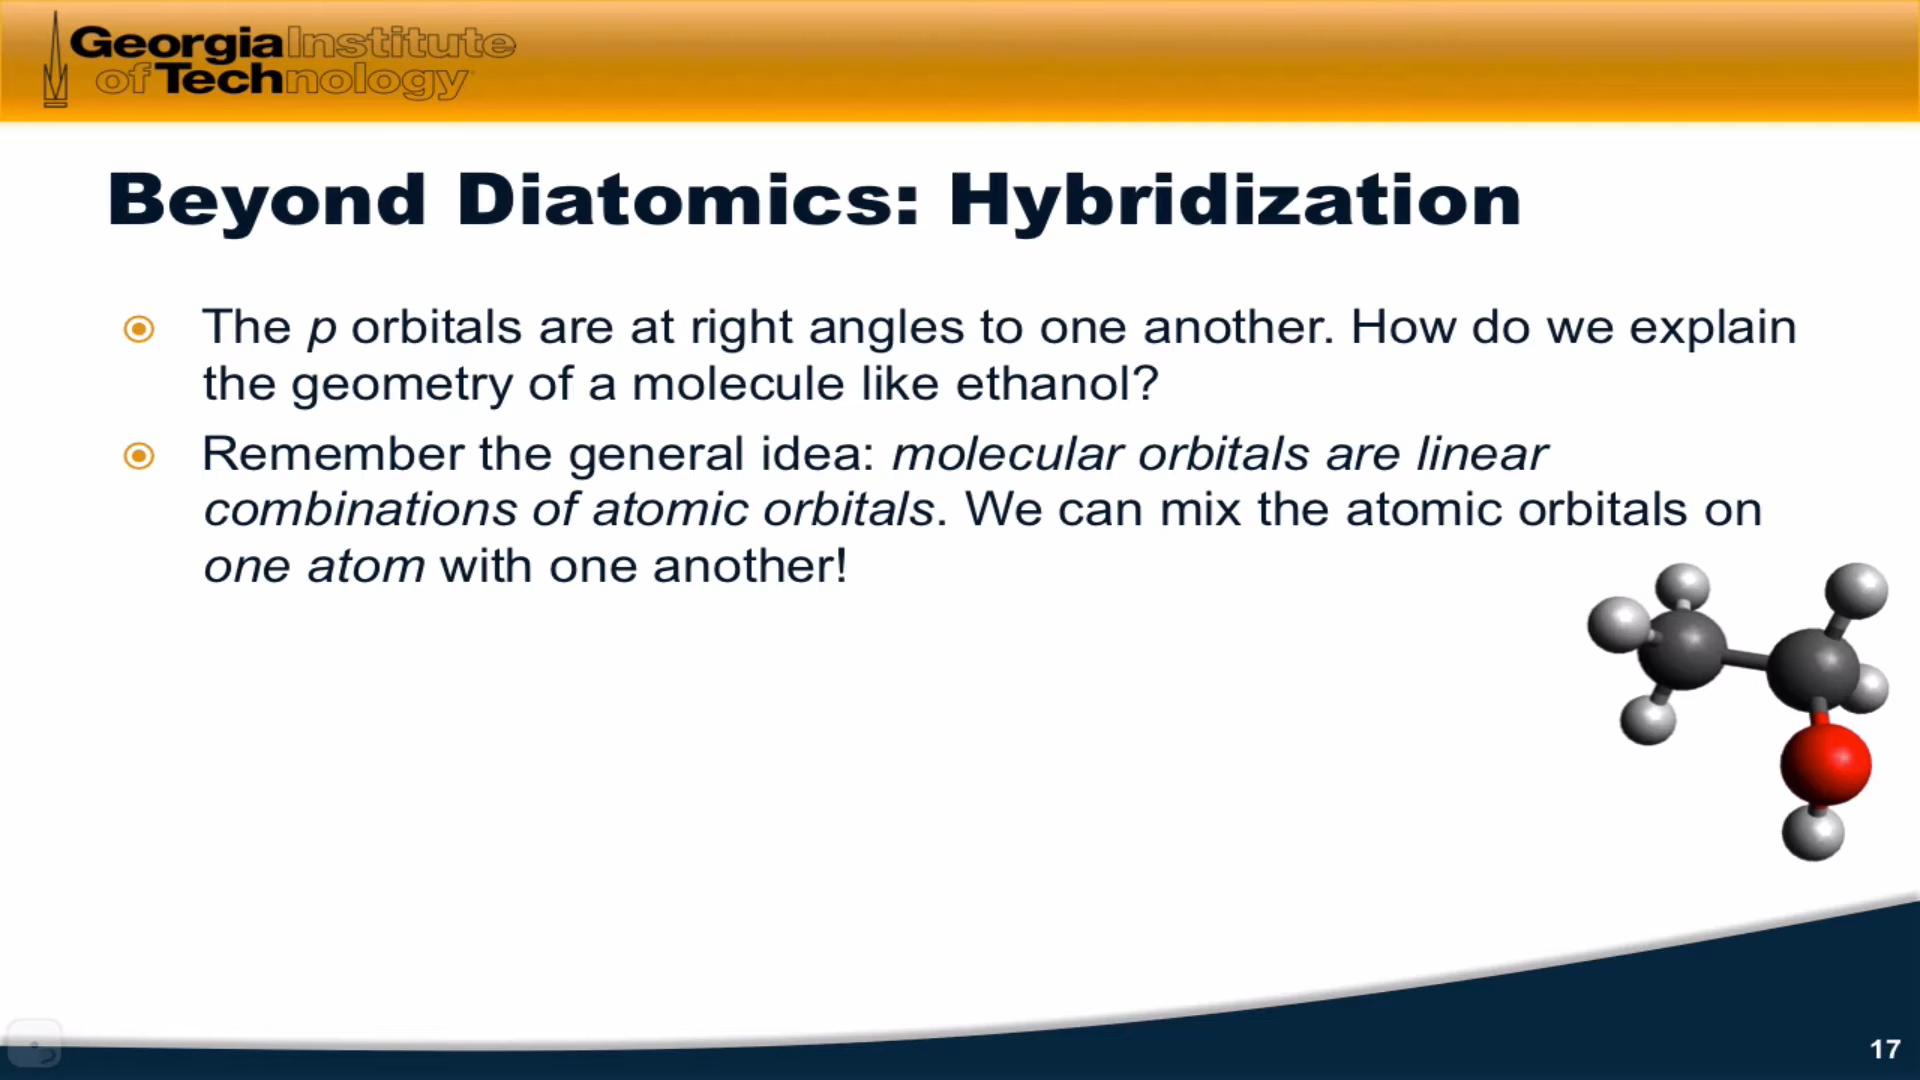 Georgia Institute
of Technology
Beyond Diatomics: Hybridization
The p orbitals are at right angles to one another. How do we explain
the geometry of a molecule like ethanol?
Remember the general idea: molecular orbitals are linear
combinations of atomic orbitals. We can mix the atomic orbitals on
one atom with one another!
17